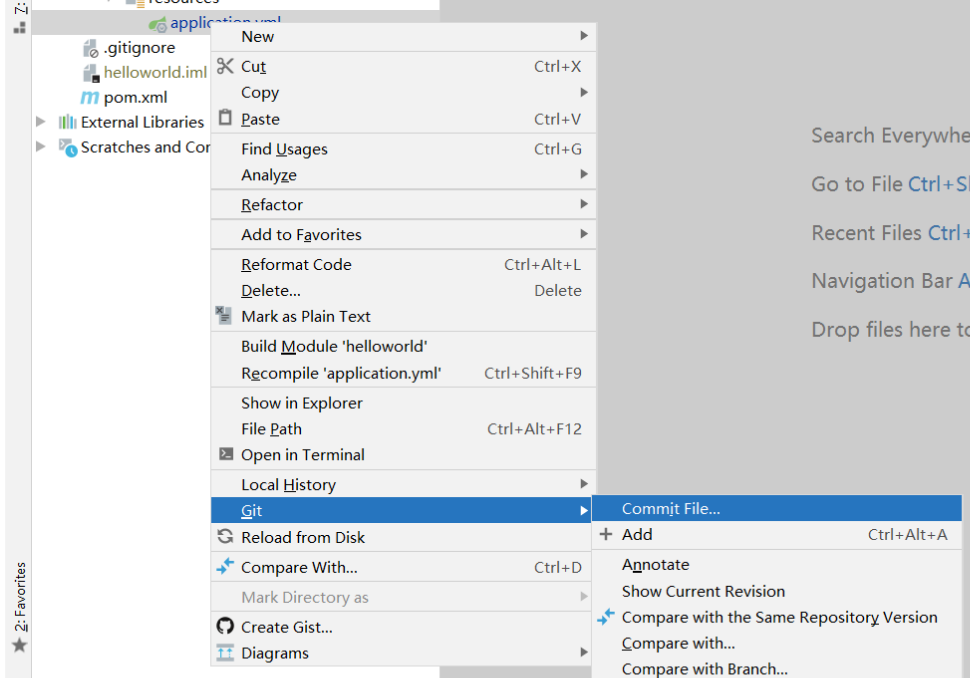 Z:
resources
application.yml
.gitignore
helloworld.iml
pom.xml
External Libraries
Scratches and Cor
2: Favorites
New
Cut Ctrl+X
Copy
Paste Ctrl+V
Find Usages Ctrl+G
Analyze
Refactor
Add to Favorites
Reformat Code Ctrl+Alt+L
Delete... Delete
Mark as Plain Text
Build Module 'helloworld'
Recompile 'application.yml' Ctrl+Shift+F9
Show in Explorer
File Path Ctrl+Alt+F12
Open in Terminal
Local History
Git
Reload from Disk
Compare With... Ctrl+D
Mark Directory as
Create Gist...
Diagrams
Commit File...
Add Ctrl+Alt+A
Annotate
Show Current Revision
Compare with the Same Repository Version
Compare with...
Compare with Branch...
Search Everywhe
Go to File Ctrl+S
Recent Files Ctrl+
Navigation Bar A
Drop files here to